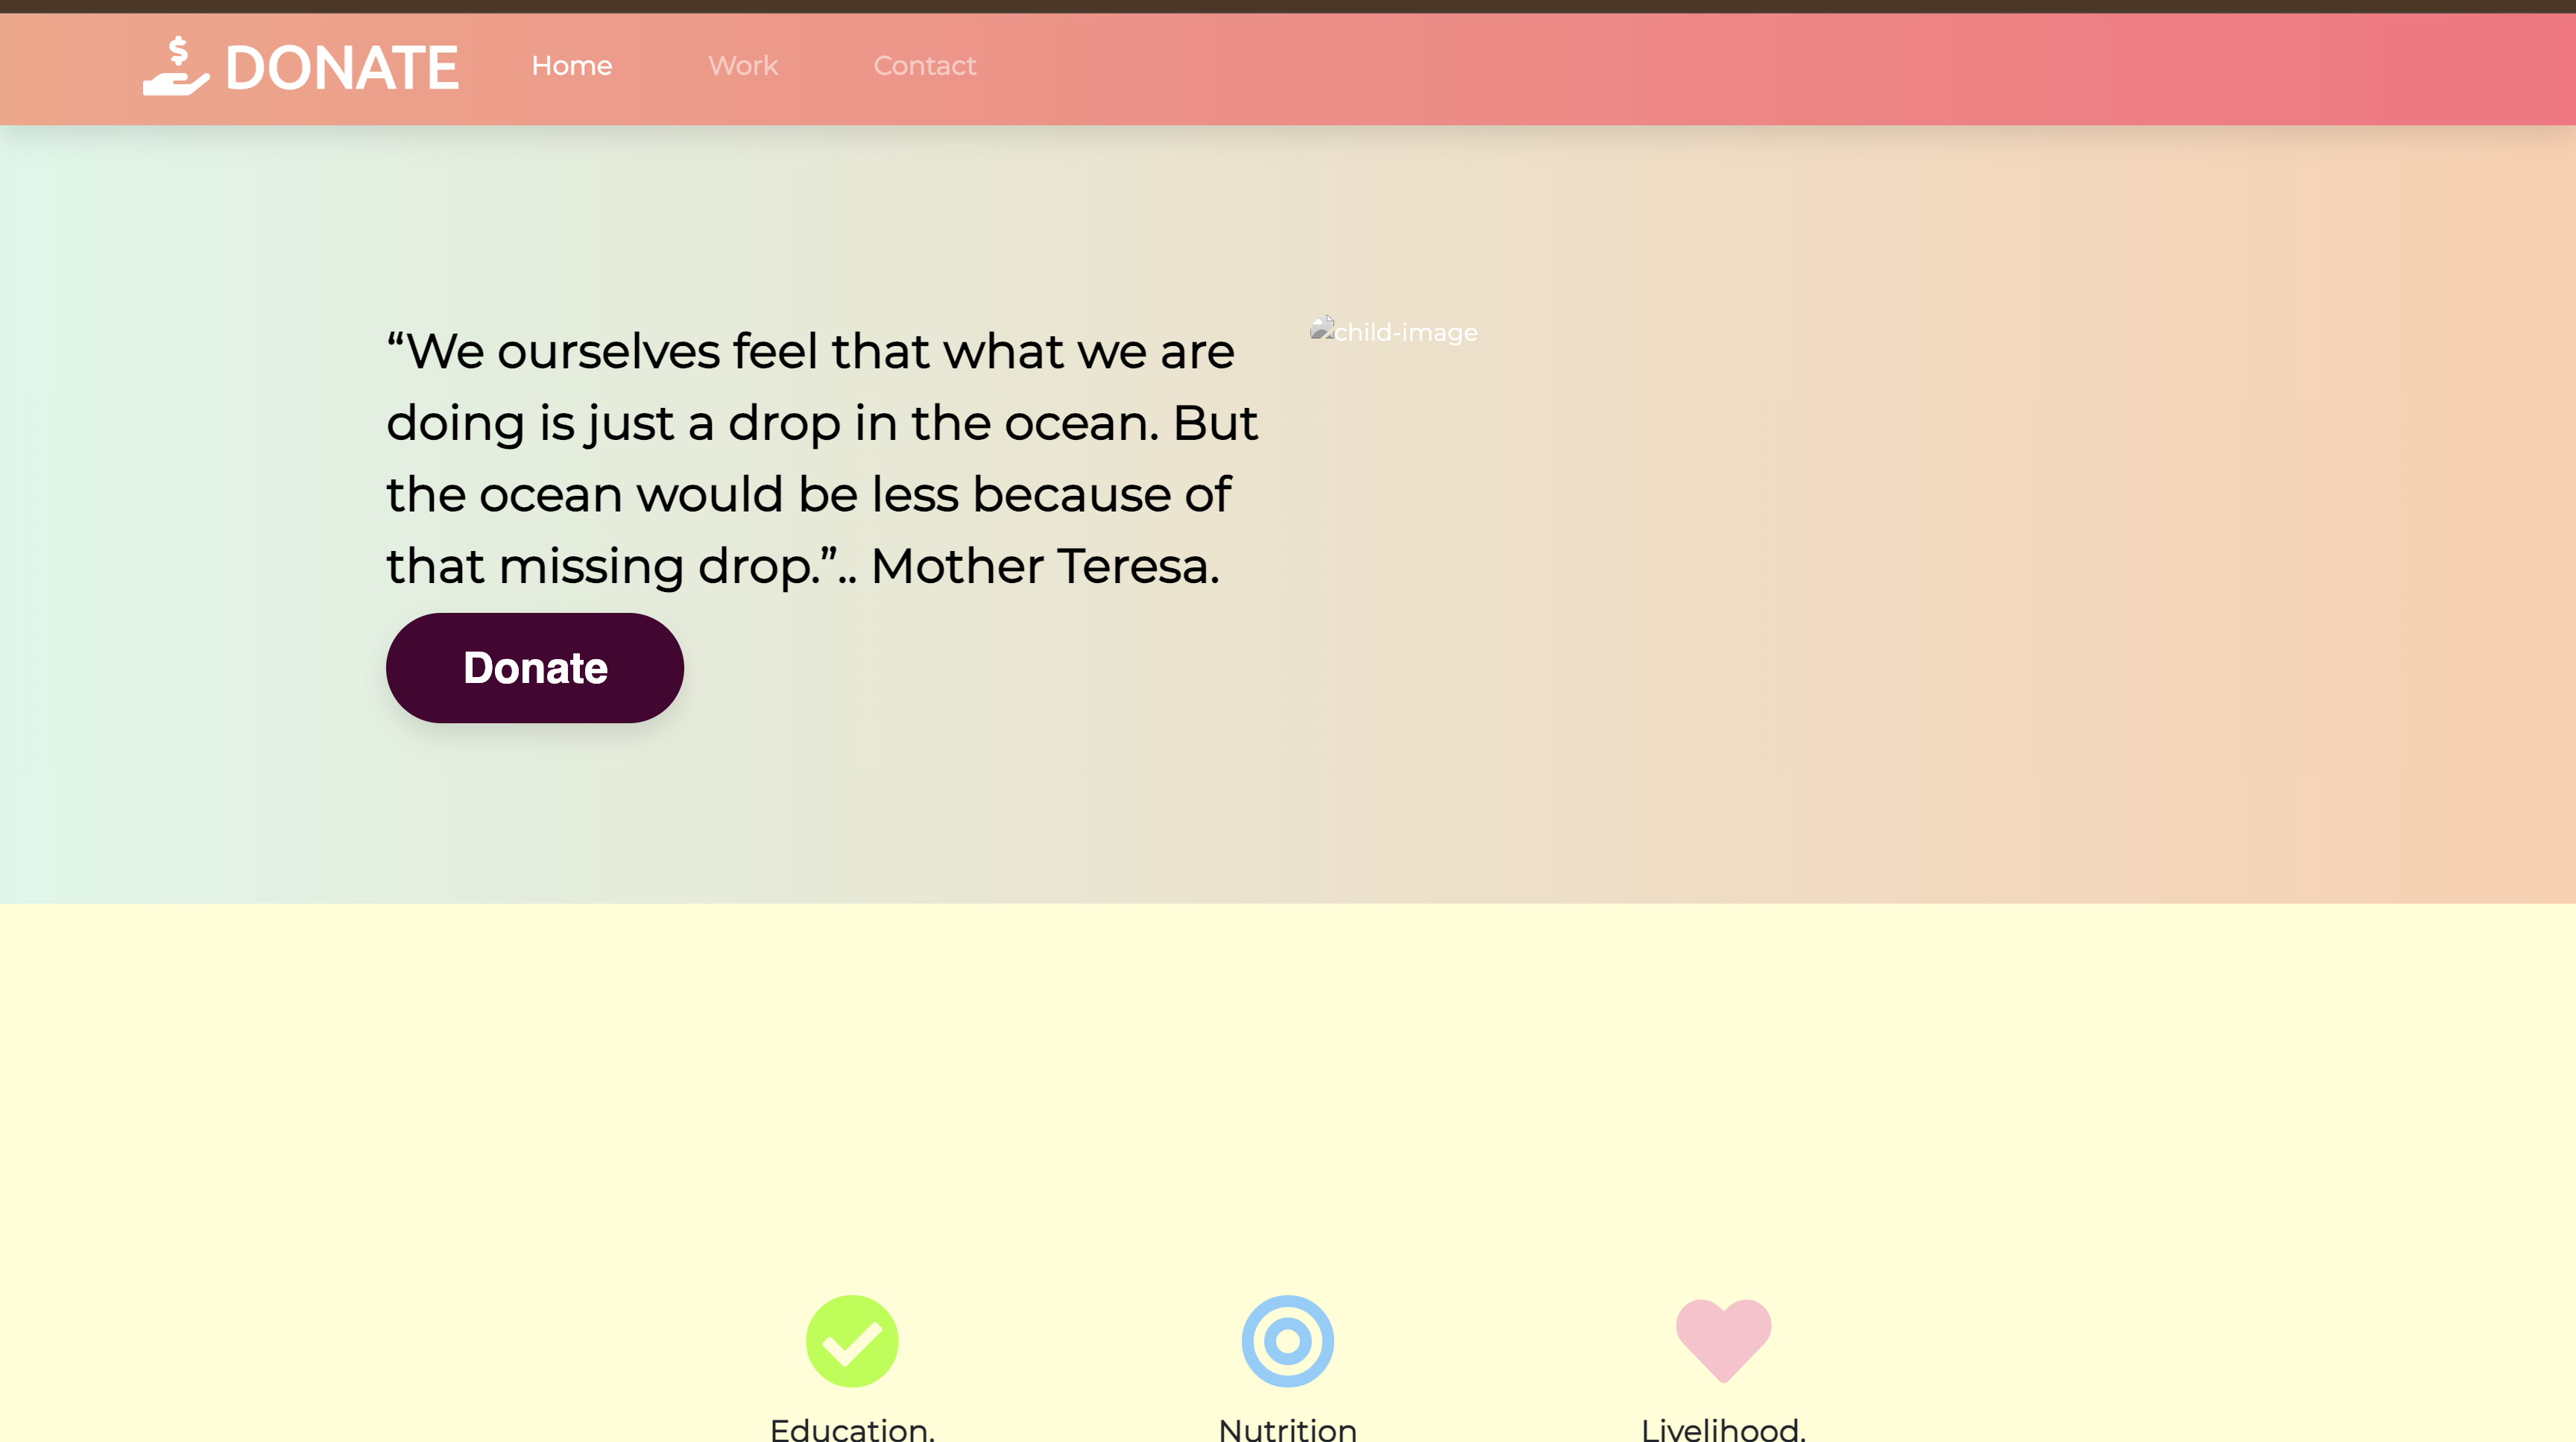 DONATE
Home
Work
Contact
“We ourselves feel that what we are
doing is just a drop in the ocean. But
the ocean would be less because of
that missing drop.”.. Mother Teresa.
child-image
Donate
Education.
Nutrition
Livelihood.